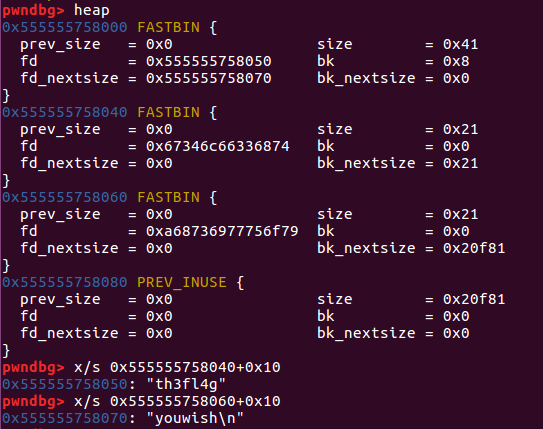 pwndbg> heap
0x555555758000 FASTBIN {
  prev_size   = 0x0                  size        = 0x41
  fd          = 0x555555758050       bk          = 0x8
  fd_nextsize = 0x555555758070       bk_nextsize = 0x0
}
0x555555758040 FASTBIN {
  prev_size   = 0x0                  size        = 0x21
  fd          = 0x67346c66336874     bk          = 0x0
  fd_nextsize = 0x0                  bk_nextsize = 0x21
}
0x555555758060 FASTBIN {
  prev_size   = 0x0                  size        = 0x21
  fd          = 0xa68736977756f79    bk          = 0x0
  fd_nextsize = 0x0                  bk_nextsize = 0x20f81
}
0x555555758080 PREV_INUSE {
  prev_size   = 0x0                  size        = 0x20f81
  fd          = 0x0                  bk          = 0x0
  fd_nextsize = 0x0                  bk_nextsize = 0x0
}
pwndbg> x/s 0x555555758040+0x10
0x555555758050: "th3fl4g"
pwndbg> x/s 0x555555758060+0x10
0x555555758070: "youwish\n"